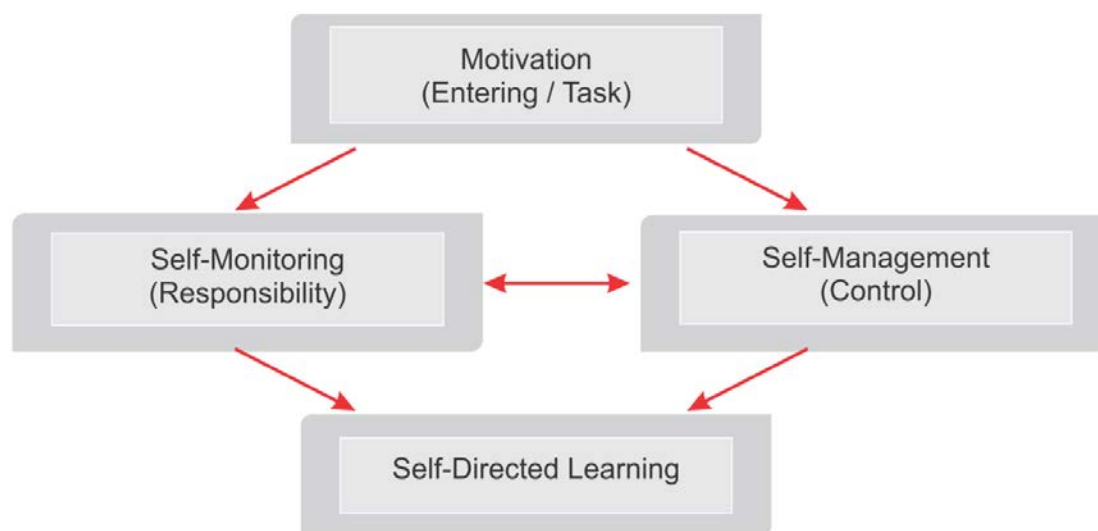 Motivation
(Entering / Task)
Self-Monitoring
(Responsibility)
Self-Management
(Control)
Self-Directed Learning